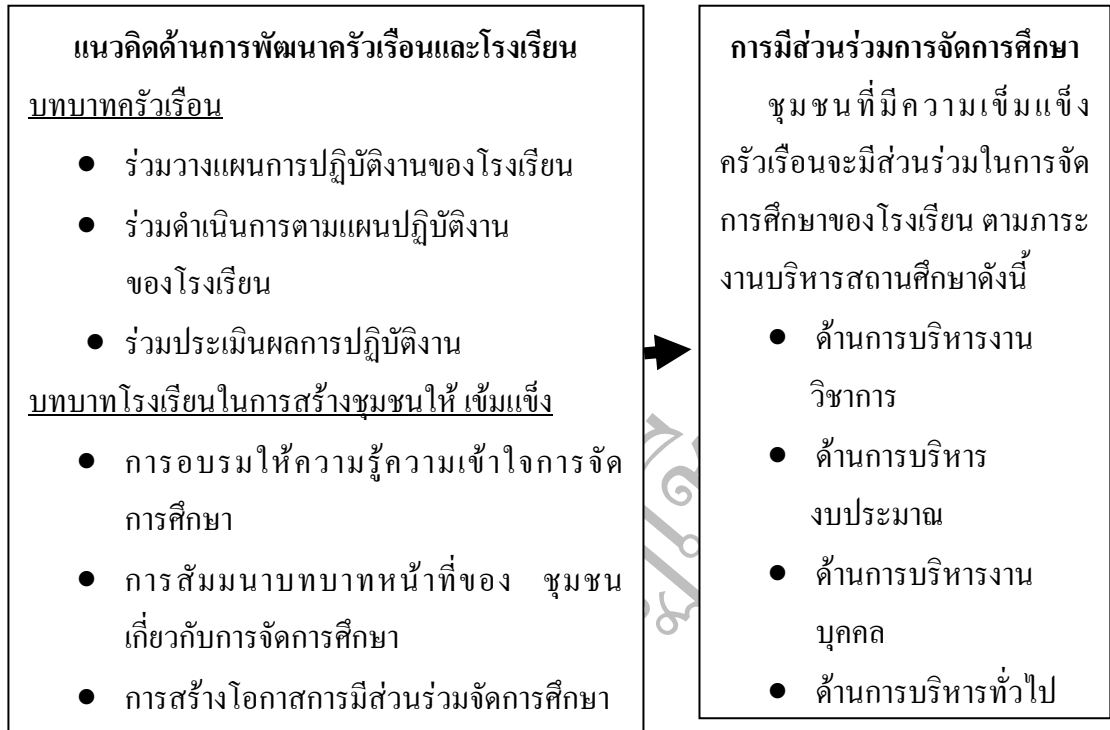 แนวคิดด้านการพัฒนาครัวเรือนและโรงเรียน
บทบาทครัวเรือน
● ร่วมวางแผนการปฏิบัติงานของโรงเรียน
● ร่วมดำเนินการตามแผนปฏิบัติงาน
ของโรงเรียน
● ร่วมประเมินผลการปฏิบัติงาน
บทบาทโรงเรียนในการสร้างชุมชนให้ เข้มแข็ง
● การอบรมให้ความรู้ความเข้าใจการจัด
การศึกษา
● การสัมมนาบทบาทหน้าที่ของ ชุมชน
เกี่ยวกับการจัดการศึกษา
● การสร้างโอกาสการมีส่วนร่วมจัดการศึกษา
การมีส่วนร่วมการจัดการศึกษา
ชุมชนที่มีความเข็มแข็ง
ครัวเรือนจะมีส่วนร่วมในการจัด
การศึกษาของโรงเรียน ตามภาระ
งานบริหารสถานศึกษาดังนี้
● ด้านการบริหารงาน
วิชาการ
● ด้านการบริหาร
งบประมาณ
● ด้านการบริหารงาน
บุคคล
● ด้านการบริหารทั่วไป